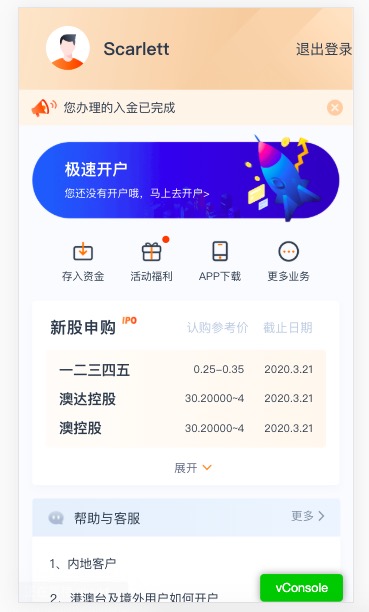 Scarlett
退出登录
您办理的入金已完成
极速开户
您还没有开户哦，马上去开户>
存入资金 活动福利 APP下载 更多业务
新股申购 IPO 认购参考价 截止日期
一二三四五 0.25-0.35 2020.3.21
澳达控股 30.20000~4 2020.3.21
澳控股 30.20000~4 2020.3.21
展开
帮助与客服 更多
1、内地客户
2、港澳台及境外用户如何开户
vConsole